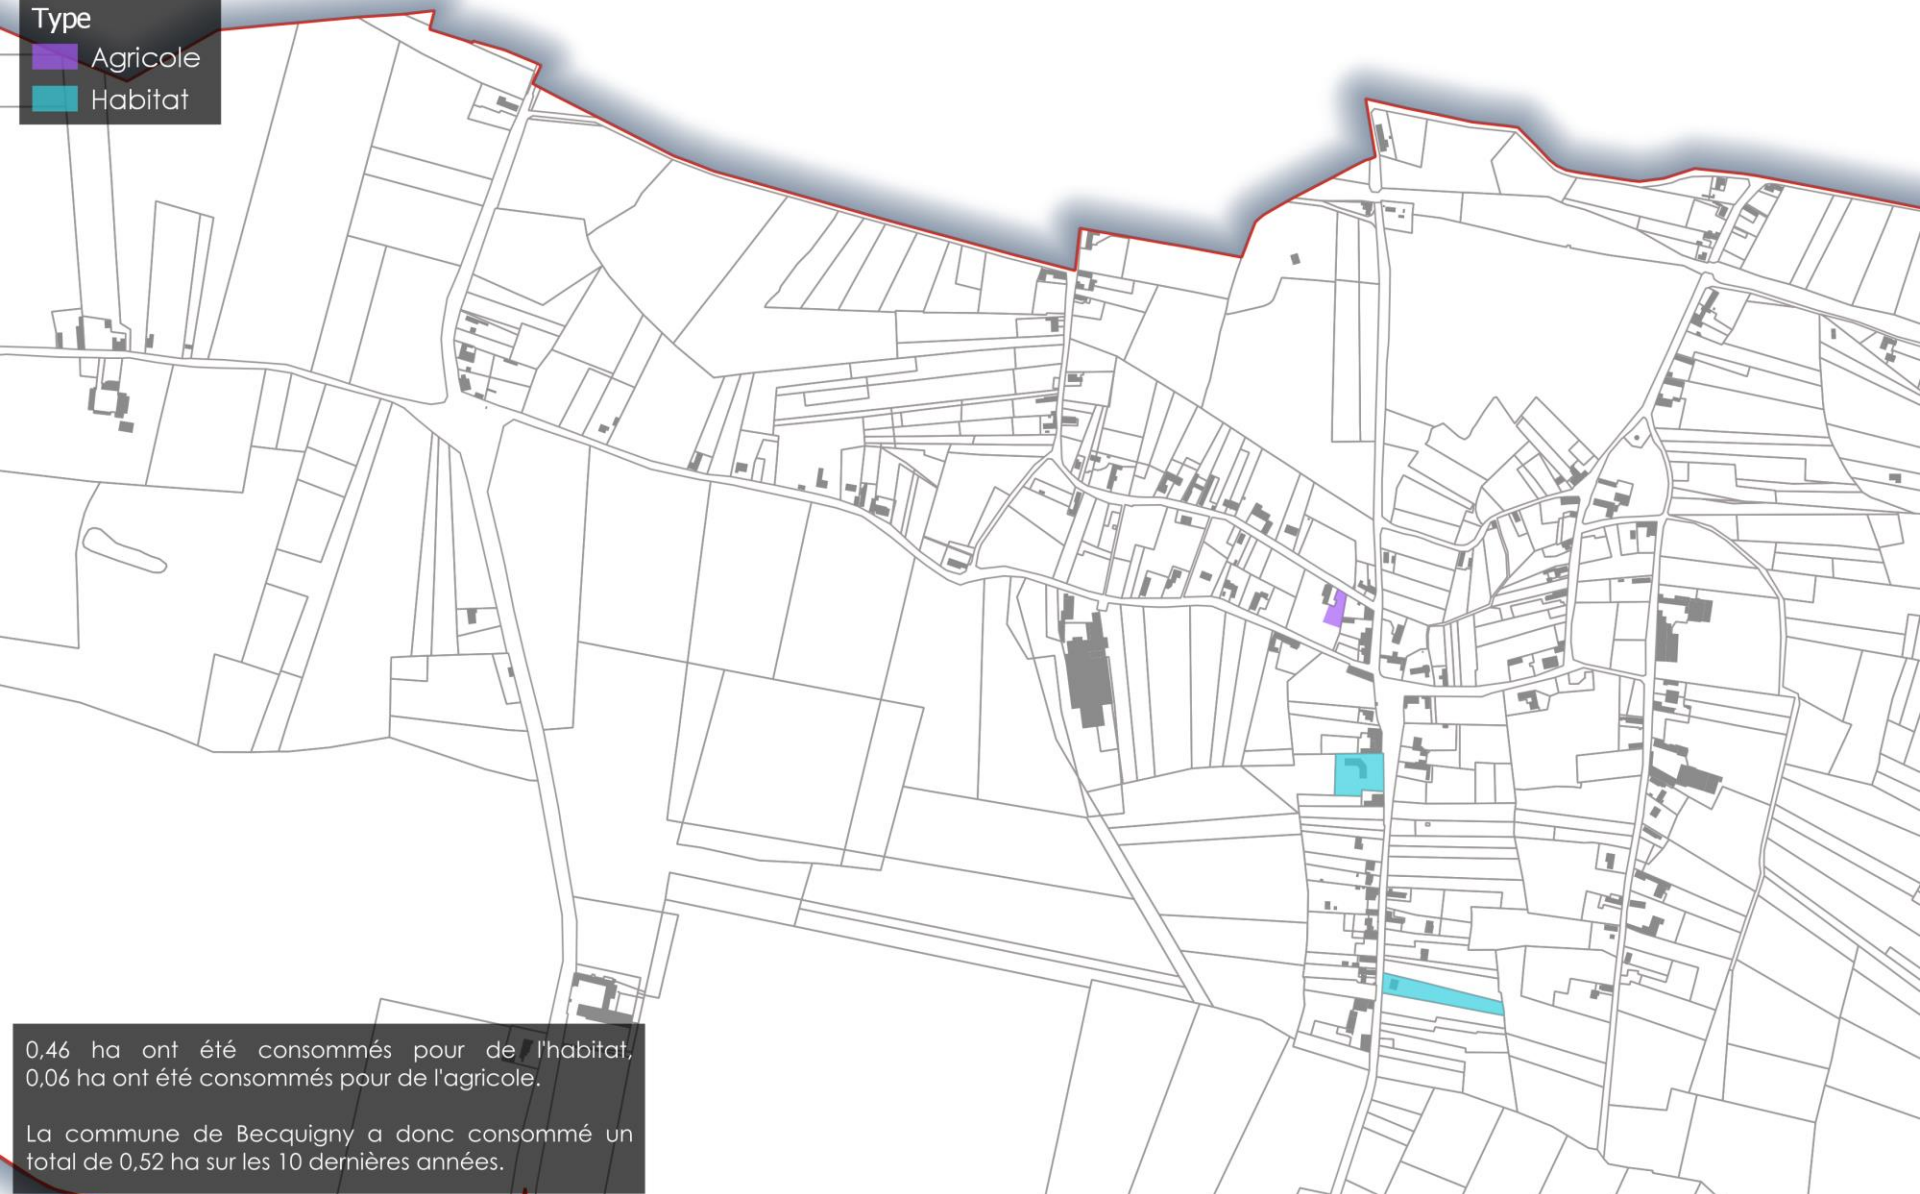 Type
Agricole
Habitat
0,46 ha ont été consommés pour de l'habitat,
0,06 ha ont été consommés pour de l'agricole.
La commune de Becquigny a donc consommé un
total de 0,52 ha sur les 10 dernières années.